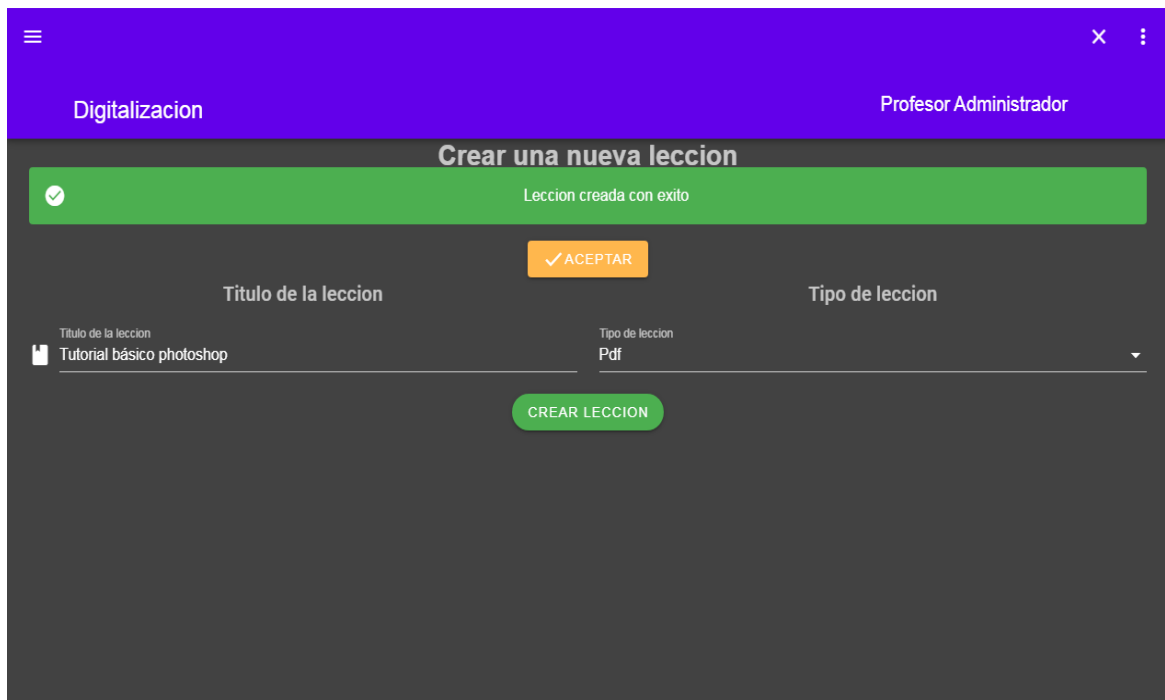 Digitalizacion
Profesor Administrador
Crear una nueva leccion
Leccion creada con exito
ACEPTAR
Titulo de la leccion
Tipo de leccion
Titulo de la leccion
Tutorial básico photoshop
Tipo de leccion
Pdf
CREAR LECCION